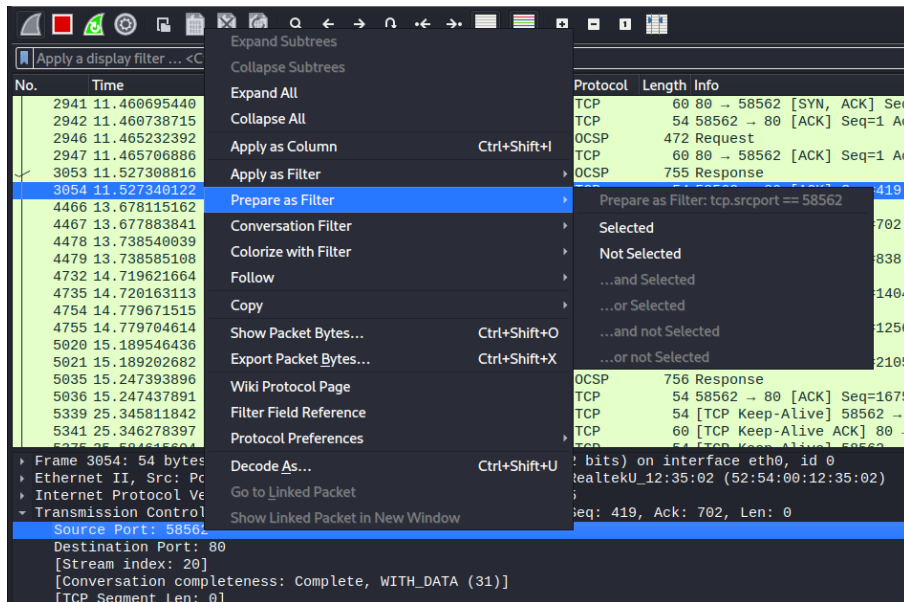 Apply a display filter … <C
No. Time Protocol Length Info
2941 11.460695440 TCP 60 80 → 58562 [SYN, ACK] Se
2942 11.460738715 TCP 54 58562 → 80 [ACK] Seq=1 A
2946 11.465232392 OCSP 472 Request
2947 11.465706886 TCP 60 80 → 58562 [ACK] Seq=1 A
3053 11.527308816 OCSP 755 Response
3054 11.527340122 419
4466 13.678115162
4467 13.677883841 =702
4478 13.738540039
4479 13.738585108 =838
4732 14.719621664
4735 14.720163113 =1404
4754 14.779671515
4755 14.779704614 =1256
5020 15.189546436
5021 15.189202682 =2105
5035 15.247393896 OCSP 756 Response
5036 15.247437891 TCP 54 58562 → 80 [ACK] Seq=1675
5339 25.345811842 TCP 54 [TCP Keep-Alive] 58562 →
5341 25.346278397 TCP 60 [TCP Keep-Alive ACK] 80
Expand Subtrees
Collapse Subtrees
Expand All
Collapse All
Apply as Column Ctrl+Shift+I
Apply as Filter
Prepare as Filter
Conversation Filter
Colorize with Filter
Follow
Copy
Show Packet Bytes… Ctrl+Shift+O
Export Packet Bytes… Ctrl+Shift+X
Wiki Protocol Page
Filter Field Reference
Protocol Preferences
Decode As… Ctrl+Shift+U
Go to Linked Packet
Show Linked Packet in New Window
Prepare as Filter: tcp.srcport == 58562
Selected
Not Selected
…and Selected
…or Selected
…and not Selected
…or not Selected
Frame 3054: 54 bytes 2 bits) on interface eth0, id 0
Ethernet II, Src: Pc RealtekU_12:35:02 (52:54:00:12:35:02)
Internet Protocol Ve
Transmission Control Seq: 419, Ack: 702, Len: 0
Source Port: 58562
Destination Port: 80
[Stream index: 20]
[Conversation completeness: Complete, WITH_DATA (31)]
[TCP Segment Len: 0]